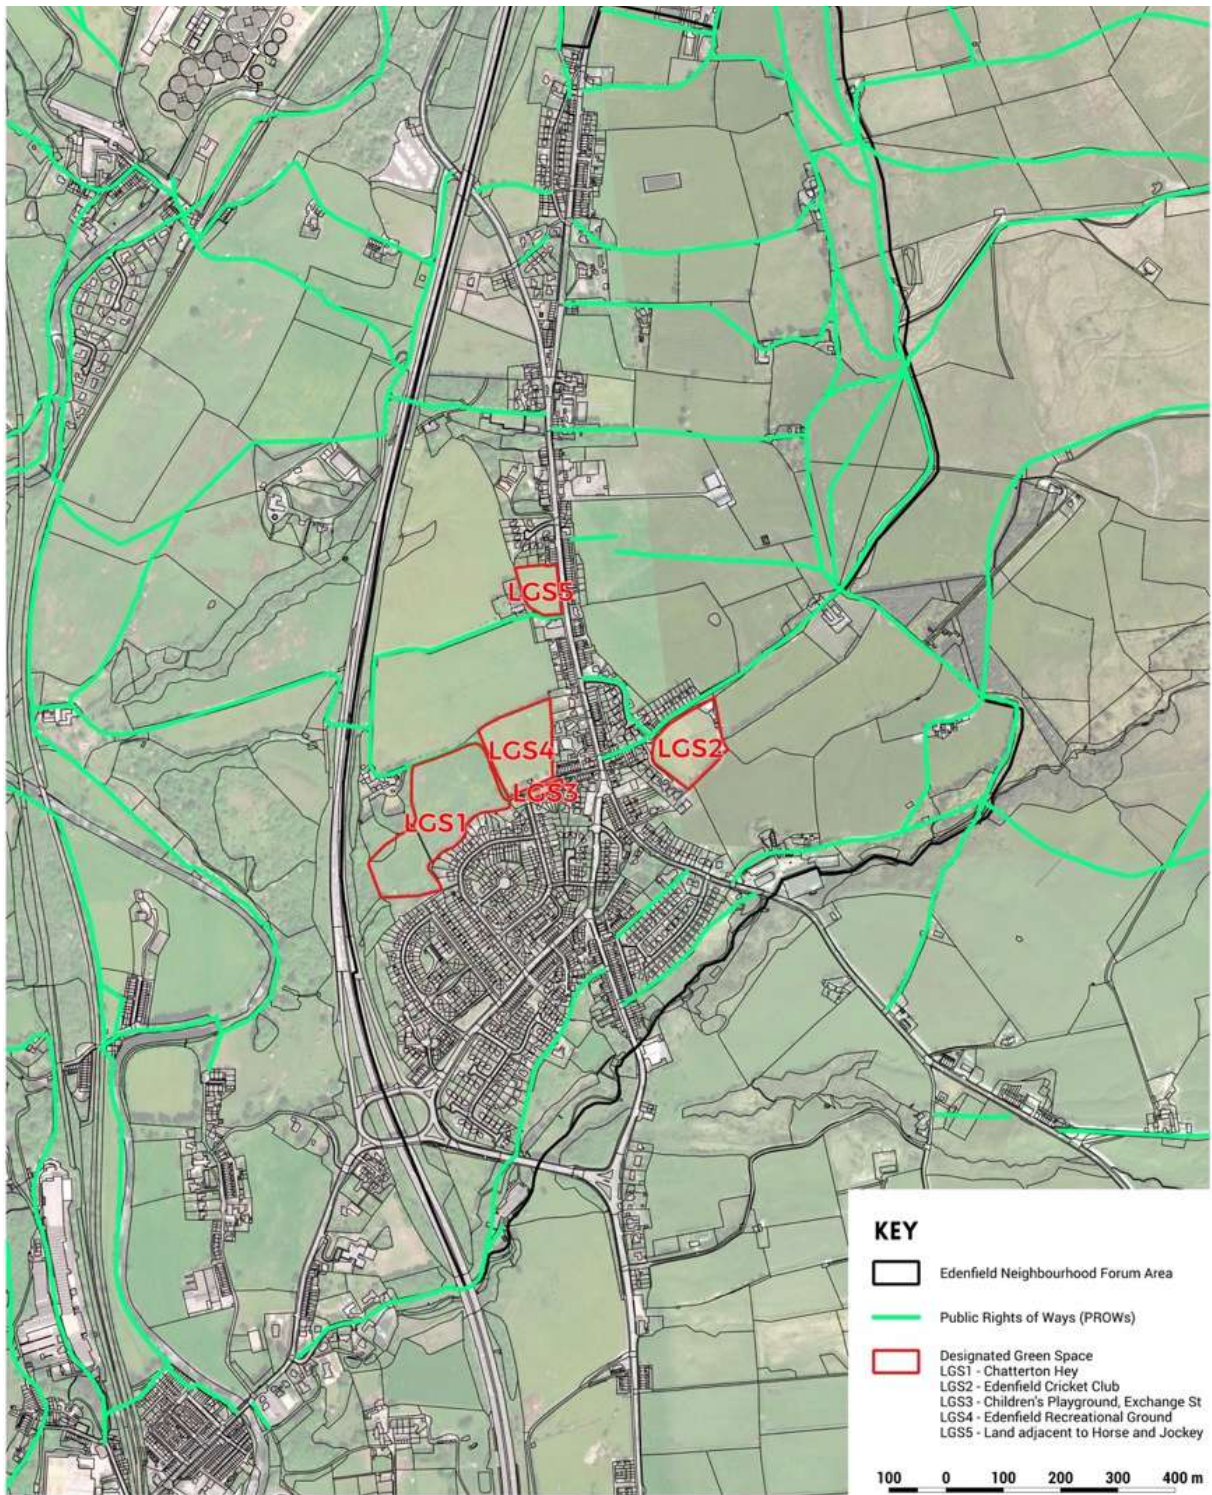 LGS5
LGS4
LGS2
LGS3
LGS1
KEY
Edenfield Neighbourhood Forum Area
Public Rights of Ways (PROWs)
Designated Green Space
LGS1 - Chatterton Hey
LGS2 - Edenfield Cricket Club
LGS3 - Children's Playground, Exchange St
LGS4 - Edenfield Recreational Ground
LGS5 - Land adjacent to Horse and Jockey
100 0 100 200 300 400 m